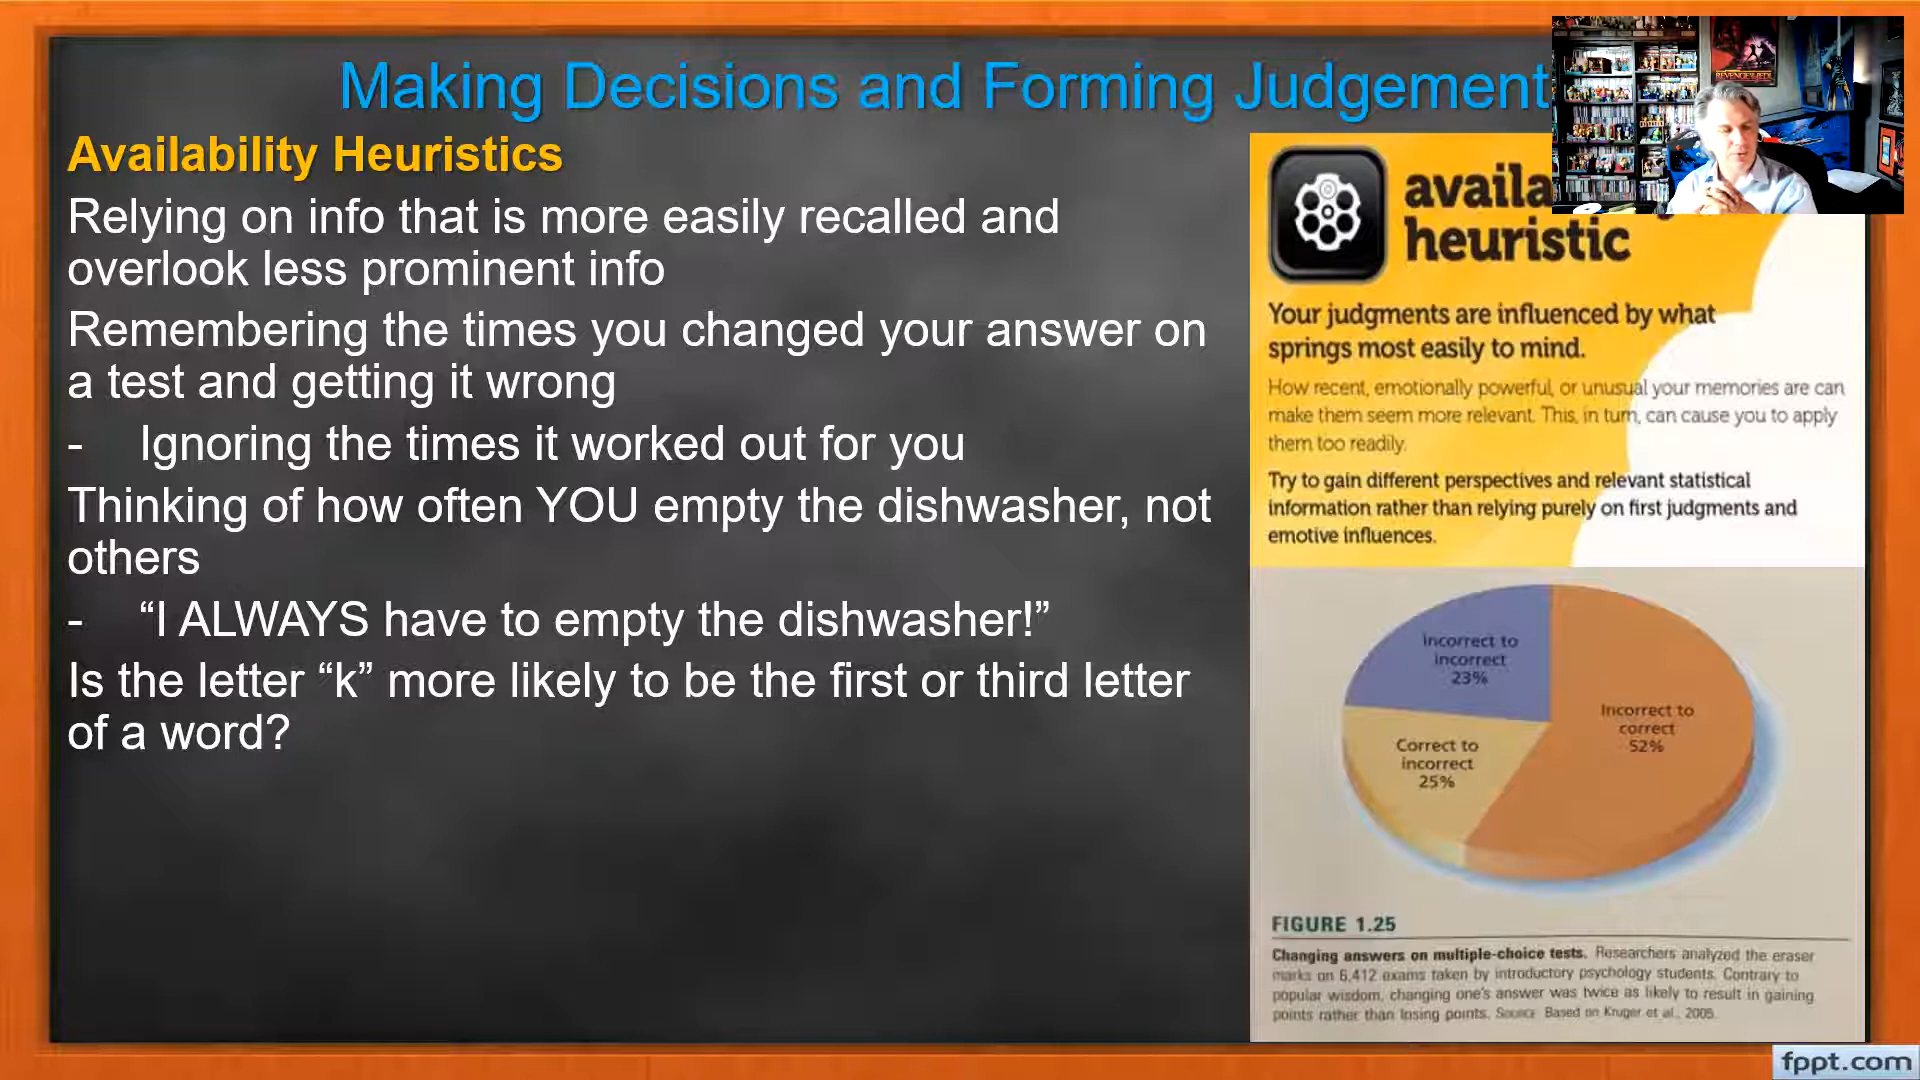 Making Decisions and Forming Judgement
Availability Heuristics
Relying on info that is more easily recalled and
overlook less prominent info
Remembering the times you changed your answer on
a test and getting it wrong
- Ignoring the times it worked out for you
Thinking of how often YOU empty the dishwasher, not
others
- “I ALWAYS have to empty the dishwasher!”
Is the letter “k” more likely to be the first or third letter
of a word?
availa
heuristic
Your judgments are influenced by what
springs most easily to mind.
How recent, emotionally powerful, or unusual your memories are can
make them seem more relevant. This, in turn, can cause you to apply
them too readily.
Try to gain different perspectives and relevant statistical
information rather than relying purely on first judgments and
emotive influences.
Incorrect to
incorrect
23%
Incorrect to
correct
52%
Correct to
incorrect
25%
FIGURE 1.25
Changing answers on multiple-choice tests. Researchers analyzed the eraser
marks on 6,412 exams taken by introductory psychology students. Contrary to
popular wisdom, changing one's answer was twice as likely to result in gaining
points rather than losing points. Source: Based on Kruger et al., 2005.
fppt.com